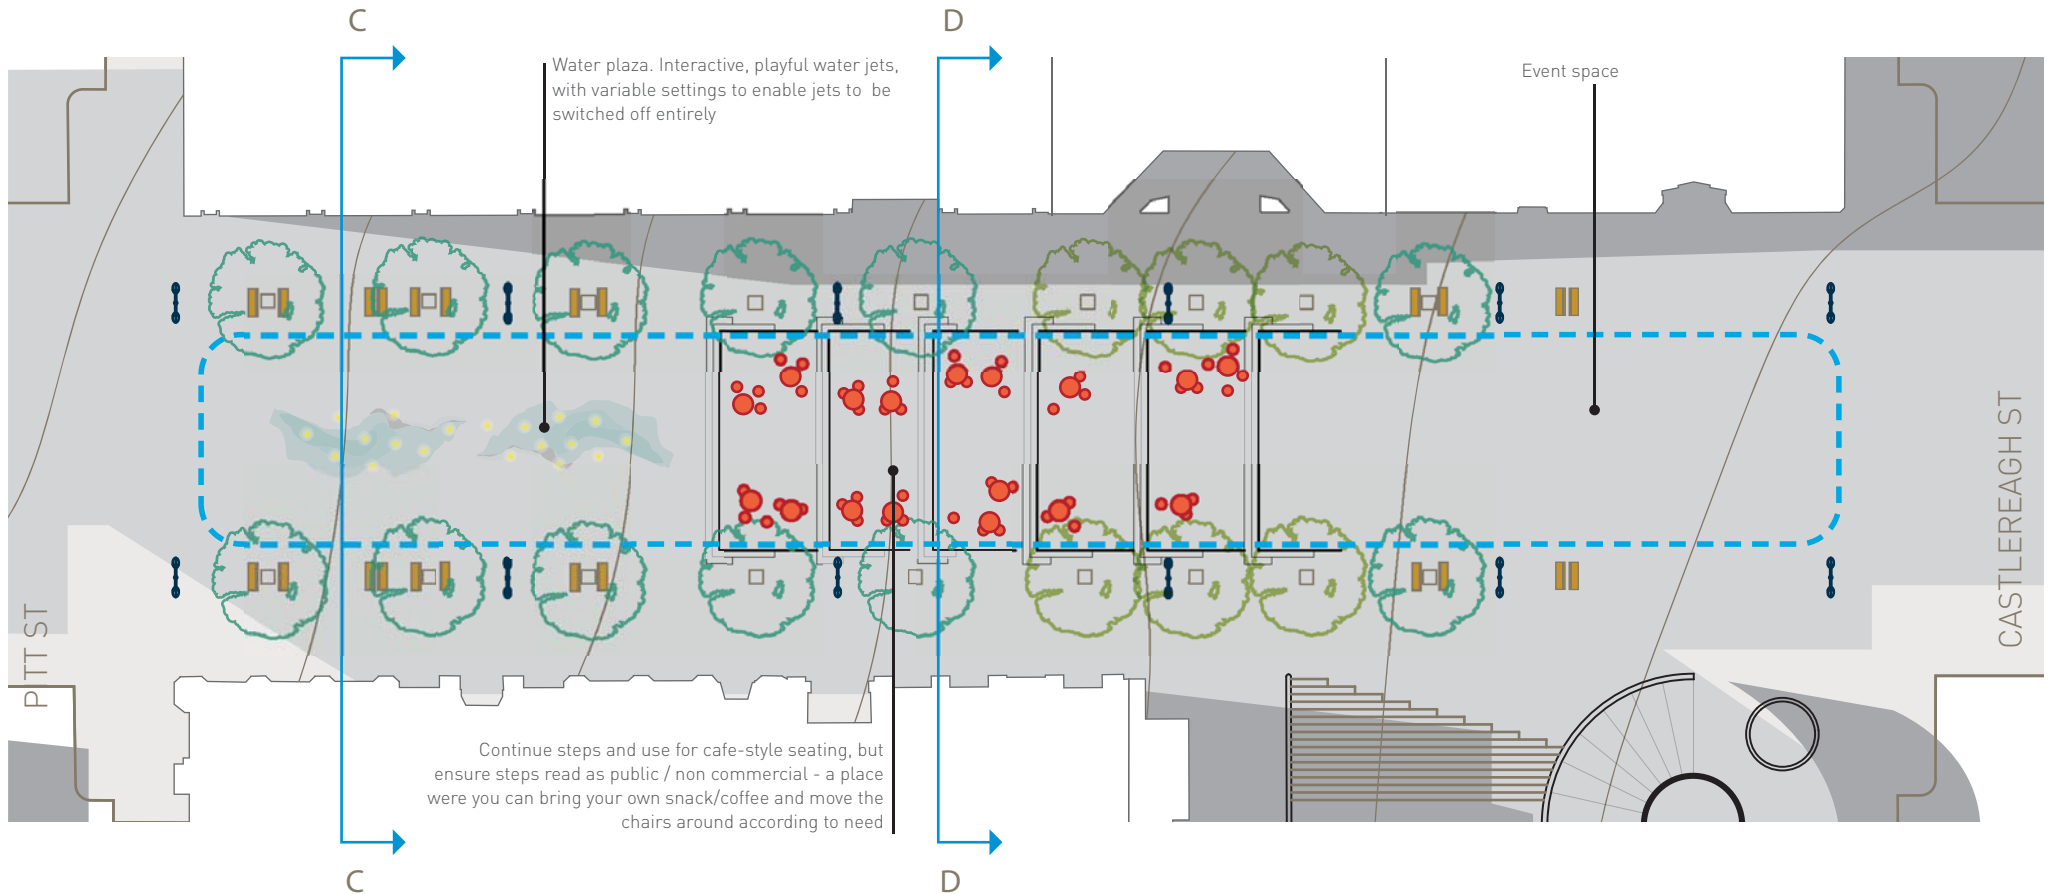 C
D
Water plaza. Interactive, playful water jets,
with variable settings to enable jets to be
switched off entirely
Event space
CASTLEREAGH ST
PITT ST
Continue steps and use for cafe-style seating, but
ensure steps read as public / non commercial - a place
were you can bring your own snack/coffee and move the
chairs around according to need
C
D